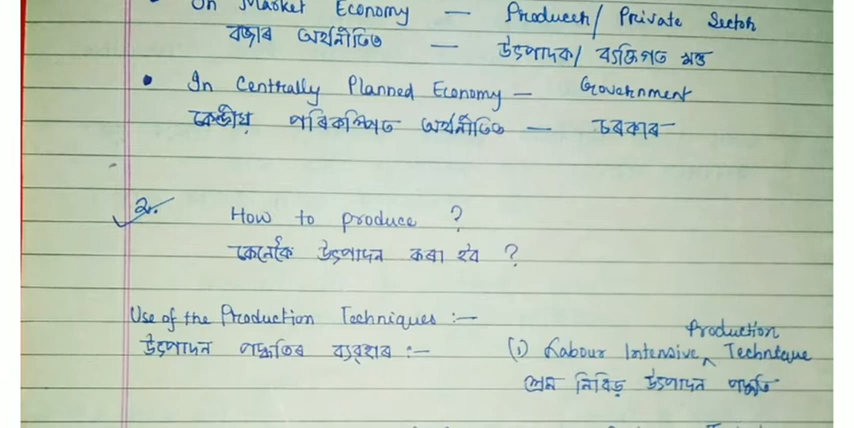 In Market Economy — Producer/ Private Sector
বজাৰ অৰ্থনীতিত — উৎপাদক/ ব্যক্তিগত খণ্ড
• In Centrally Planned Economy — Government
কেন্দ্ৰীয় পৰিকল্পিত অৰ্থনীতিত — চৰকাৰ
২. How to produce ?
কেনেকৈ উৎপাদন কৰা হ'ব ?
Use of the Production Techniques :—
উৎপাদন পদ্ধতিৰ ব্যৱহাৰ :—
(1) Labour Intensive Production Technique
শ্ৰম নিবিড় উৎপাদন পদ্ধতি